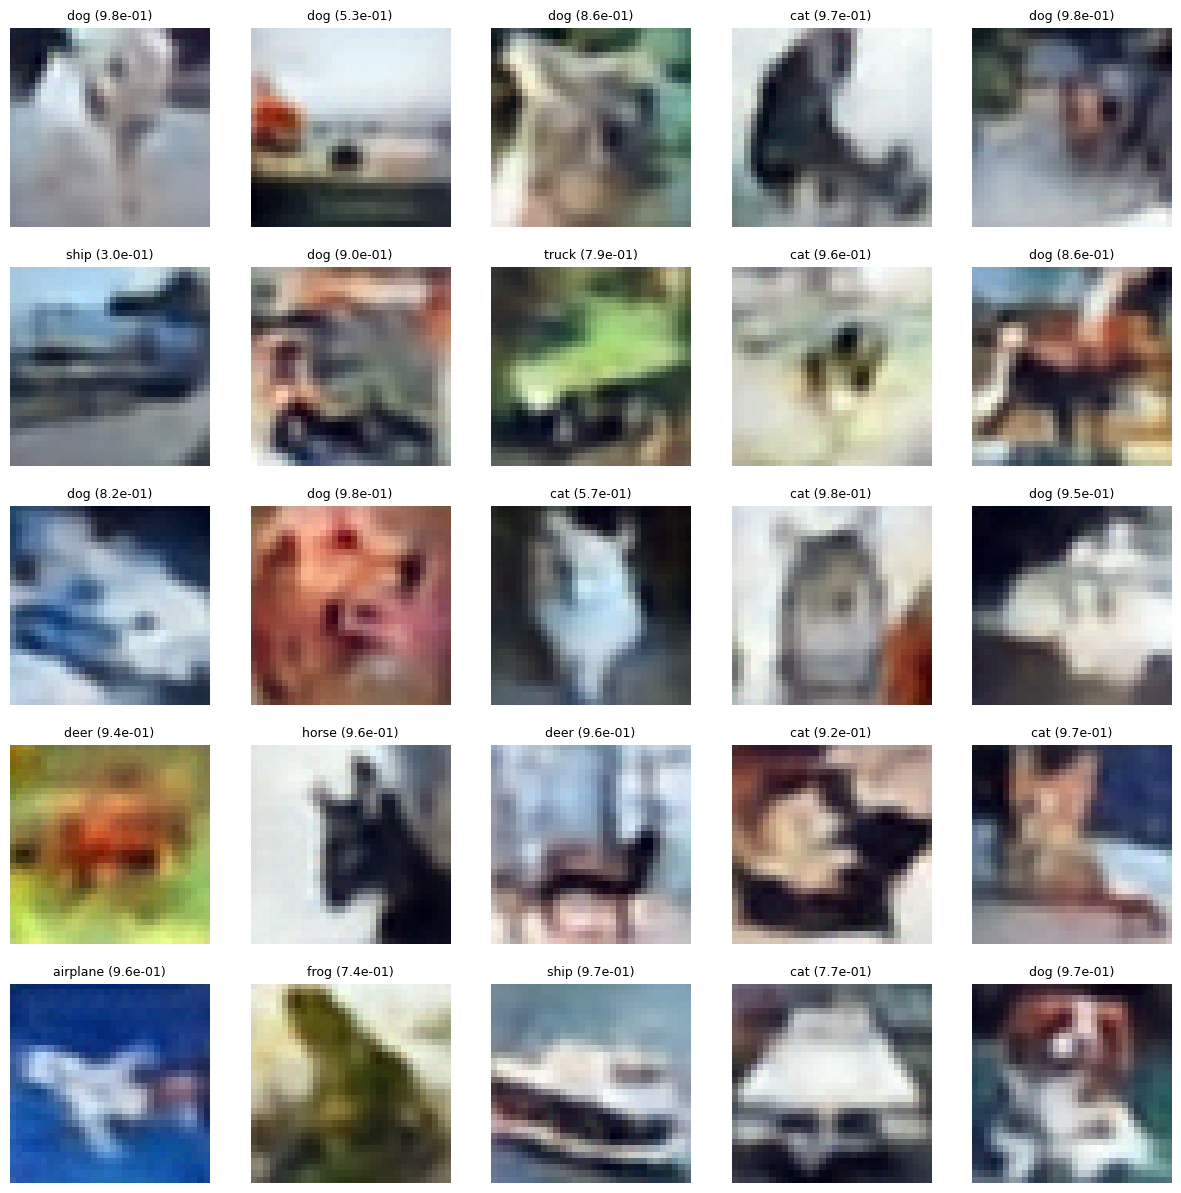 dog (9.8e-01) dog (5.3e-01) dog (8.6e-01) cat (9.7e-01) dog (9.8e-01)
ship (3.0e-01) dog (9.0e-01) truck (7.9e-01) cat (9.6e-01) dog (8.6e-01)
dog (8.2e-01) dog (9.8e-01) cat (5.7e-01) cat (9.8e-01) dog (9.5e-01)
deer (9.4e-01) horse (9.6e-01) deer (9.6e-01) cat (9.2e-01) cat (9.7e-01)
airplane (9.6e-01) frog (7.4e-01) ship (9.7e-01) cat (7.7e-01) dog (9.7e-01)